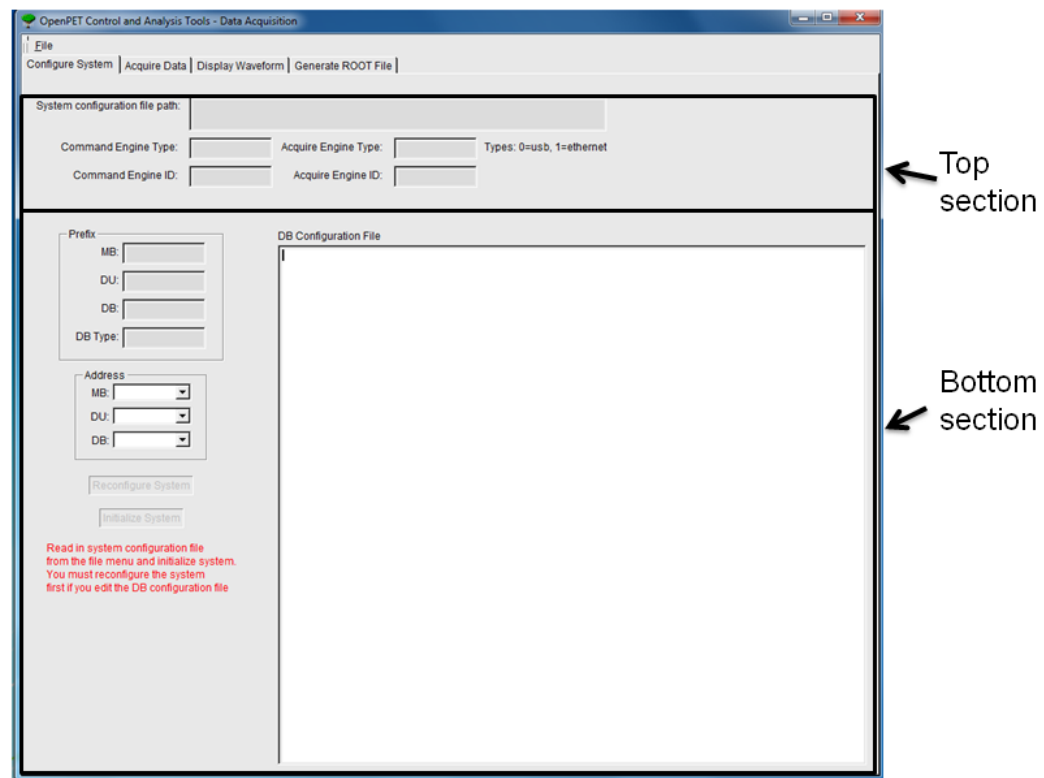 OpenPET Control and Analysis Tools - Data Acquisition
File
Configure System Acquire Data Display Waveform Generate ROOT File
System configuration file path:
Command Engine Type: Acquire Engine Type: Types: 0=usb, 1=ethernet
Command Engine ID: Acquire Engine ID:
Top
section
Prefix
MB:
DU:
DB:
DB Type:
DB Configuration File
Address
MB:
DU:
DB:
Reconfigure System
Initialize System
Read in system configuration file
from the file menu and initialize system.
You must reconfigure the system
first if you edit the DB configuration file
Bottom
section